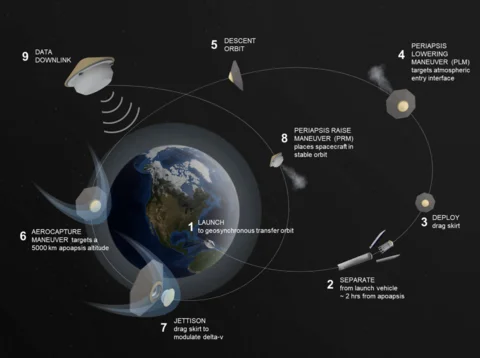 1 LAUNCH
to geosynchronous transfer orbit
2 SEPARATE
from launch vehicle
~ 2 hrs from apoapsis
3 DEPLOY
drag skirt
4 PERIAPSIS
LOWERING
MANEUVER (PLM)
targets atmospheric
entry interface
5 DESCENT
ORBIT
6 AEROCAPTURE
MANEUVER targets a
5000 km apoapsis altitude
7 JETTISON
drag skirt to
modulate delta-v
8 PERIAPSIS RAISE
MANEUVER (PRM)
places spacecraft in
stable orbit
9 DATA
DOWNLINK